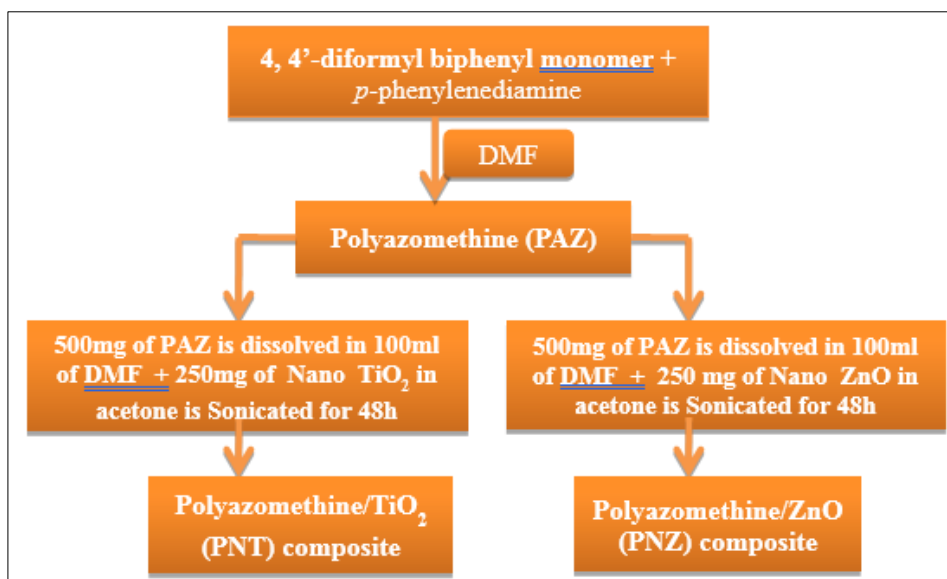 4, 4’-diformyl biphenyl monomer +
p-phenylenediamine
DMF
Polyazomethine (PAZ)
500mg of PAZ is dissolved in 100ml
of DMF + 250mg of Nano TiO₂ in
acetone is Sonicated for 48h
500mg of PAZ is dissolved in 100ml
of DMF + 250 mg of Nano ZnO in
acetone is Sonicated for 48h
Polyazomethine/TiO₂
(PNT) composite
Polyazomethine/ZnO
(PNZ) composite